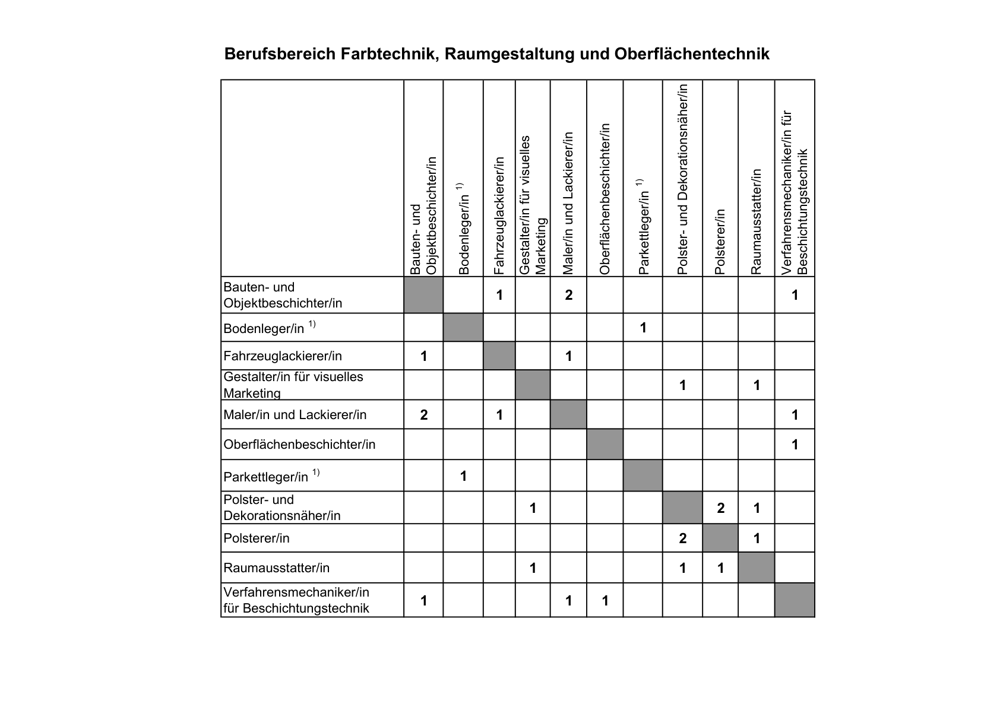 Berufsbereich Farbtechnik, Raumgestaltung und Oberflächentechnik
Bauten- und
Objektbeschichter/in
Bodenleger/in 1)
Fahrzeuglackierer/in
Gestalter/in für visuelles
Marketing
Maler/in und Lackierer/in
Oberflächenbeschichter/in
Parkettleger/in 1)
Polster- und Dekorationsnäher/in
Polsterer/in
Raumausstatter/in
Verfahrensmechaniker/in für
Beschichtungstechnik
Bauten- und
Objektbeschichter/in
1 2 1
Bodenleger/in 1) 1
Fahrzeuglackierer/in 1 1
Gestalter/in für visuelles
Marketing
1 1
Maler/in und Lackierer/in 2 1 1
Oberflächenbeschichter/in 1
Parkettleger/in 1) 1
Polster- und
Dekorationsnäher/in
1 2 1
Polsterer/in 2 1
Raumausstatter/in 1 1 1
Verfahrensmechaniker/in
für Beschichtungstechnik
1 1 1